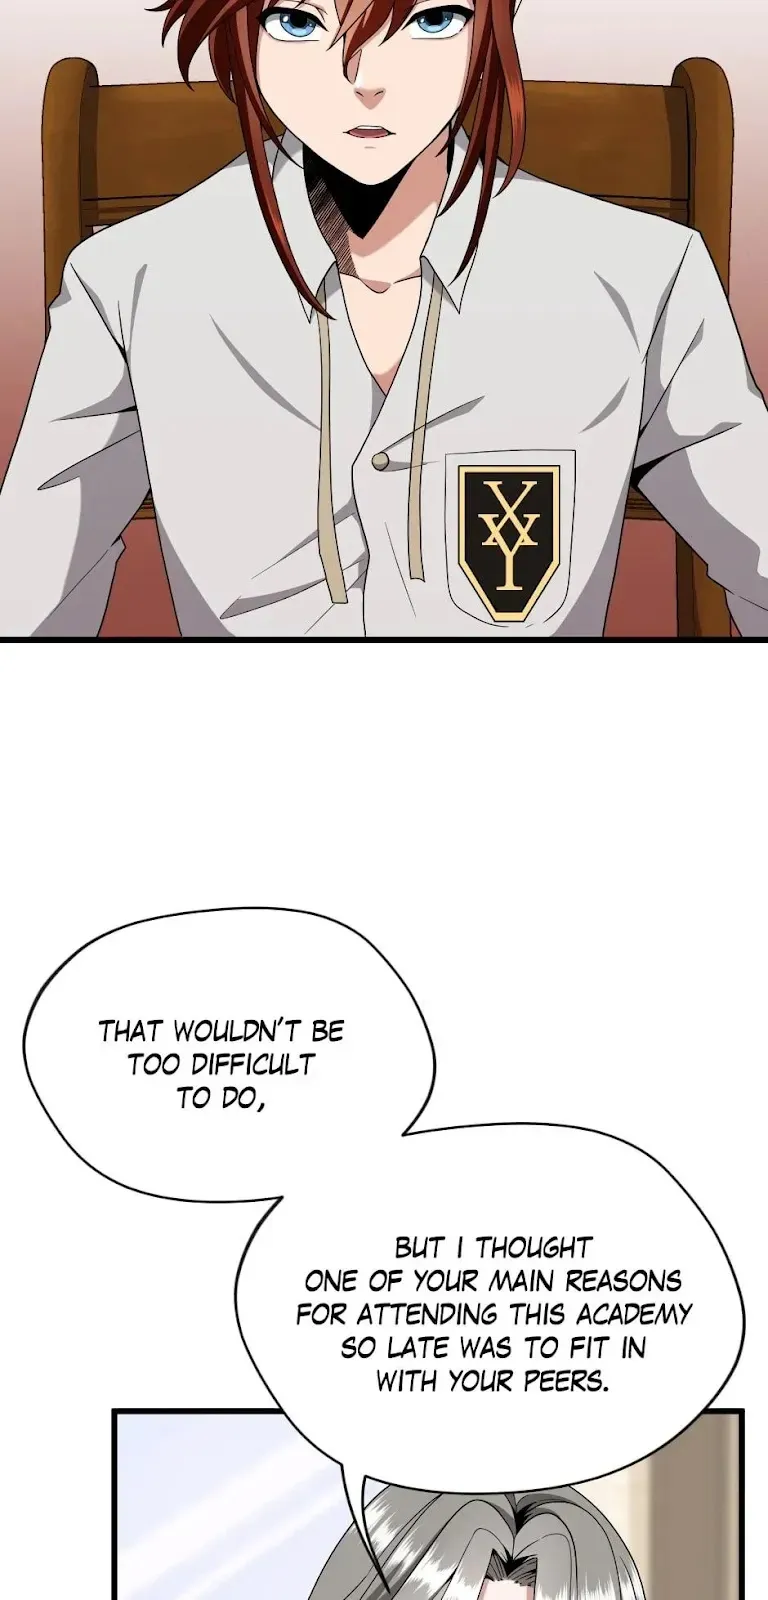 THAT WOULDN'T BE
TOO DIFFICULT
TO DO,
BUT I THOUGHT
ONE OF YOUR MAIN REASONS
FOR ATTENDING THIS ACADEMY
SO LATE WAS TO FIT IN
WITH YOUR PEERS.